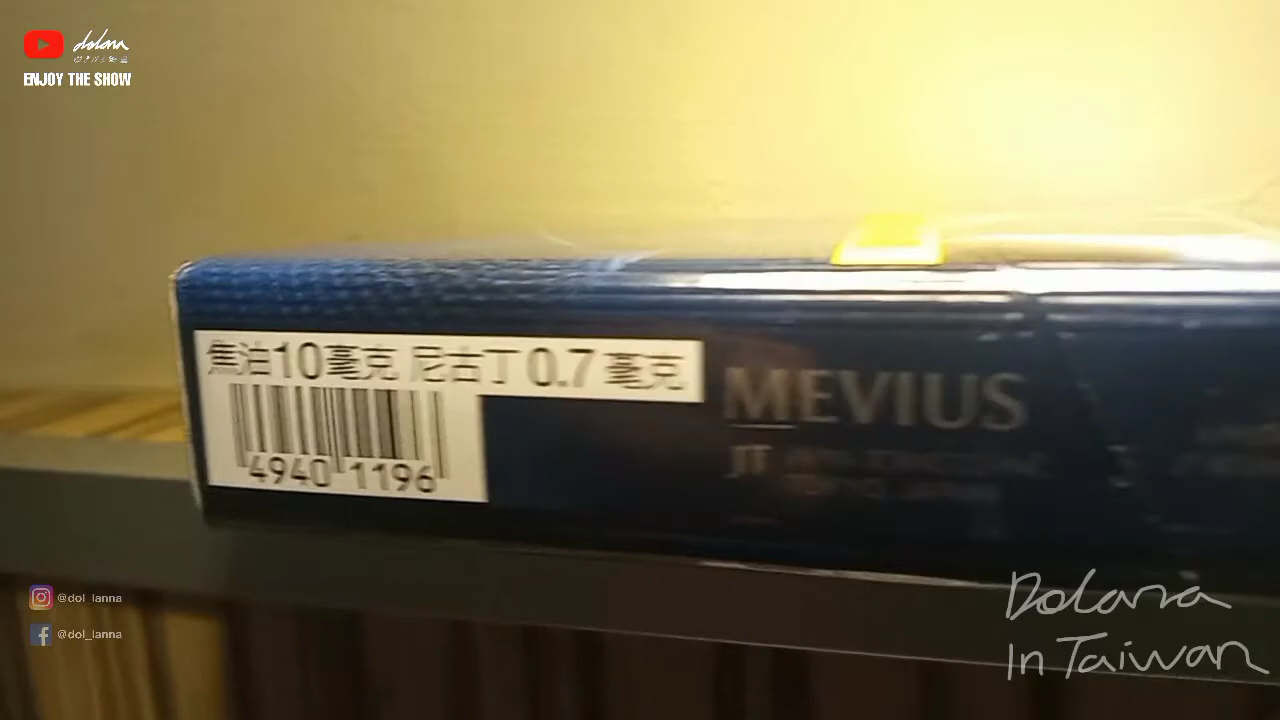 dolana
ENJOY THE SHOW
焦油10毫克 尼古丁0.7毫克
4940 1196
MEVIUS
JT
@dol_lanna
@dol_lanna
Dolana
In Taiwan